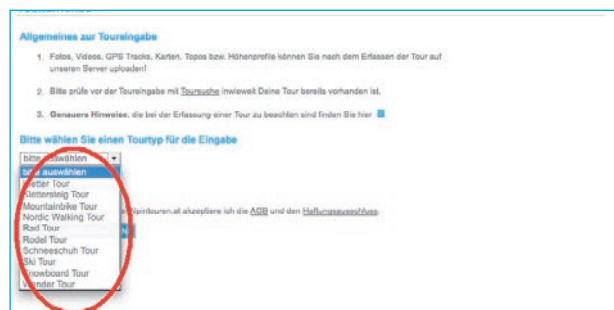 Allgemeines zur Toureingabe
1. Fotos, Videos, GPS Tracks, Karten, Topos bzw. Höhenprofile können Sie nach dem Erfassen der Tour auf
unseren Server uploaden!
2. Bitte prüfe vor der Toureingabe mit Toursuche inwieweit Deine Tour bereits vorhanden ist.
3. Genauere Hinweise, die bei der Erfassung einer Tour zu beachten sind finden Sie hier
Bitte wählen Sie einen Tourtyp für die Eingabe
bitte auswählen
bitte auswählen
Kletter Tour
Klettersteig Tour
Mountainbike Tour
Nordic Walking Tour
lpintouren.at akzeptiere ich die AGB und den Haftungsausschluss.
Rad Tour
Rodel Tour
Schneeschuh Tour
Ski Tour
Snowboard Tour
Wander Tour